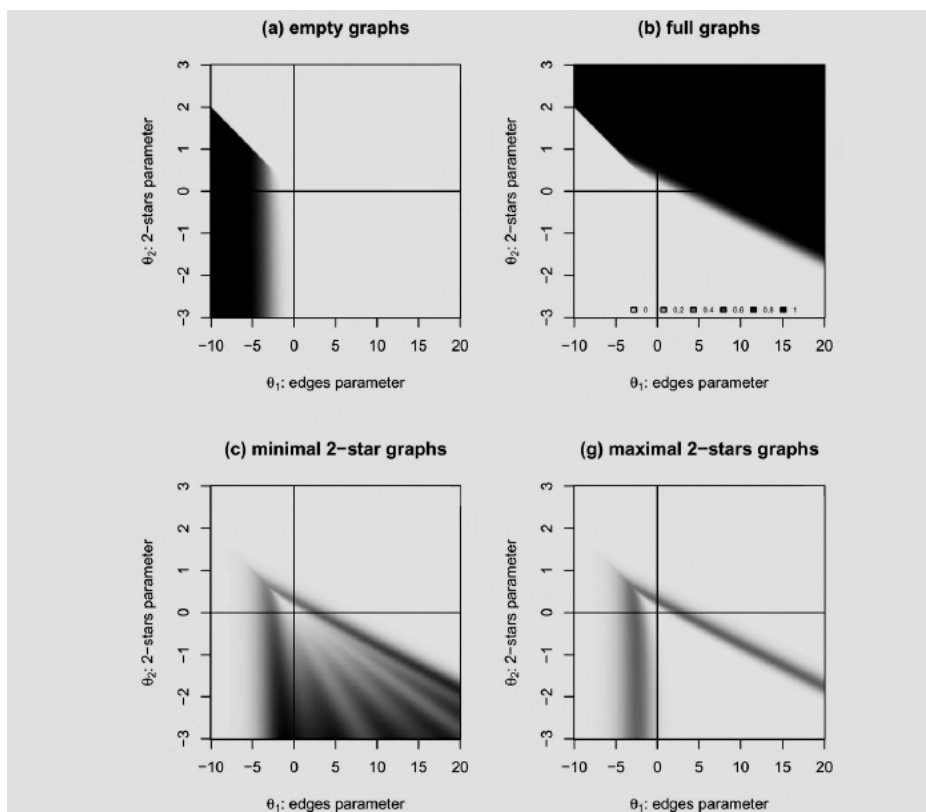 (a) empty graphs
(b) full graphs
3
2
1
0
−1
−2
−3
θ2: 2−stars parameter
−10 −5 0 5 10 15 20
θ1: edges parameter
3
2
1
0
−1
−2
−3
θ2: 2−stars parameter
0 0.2 0.4 0.6 0.8 1
−10 −5 0 5 10 15 20
θ1: edges parameter
(c) minimal 2−star graphs
(g) maximal 2−stars graphs
3
2
1
0
−1
−2
−3
θ2: 2−stars parameter
−10 −5 0 5 10 15 20
θ1: edges parameter
3
2
1
0
−1
−2
−3
θ2: 2−stars parameter
−10 −5 0 5 10 15 20
θ1: edges parameter